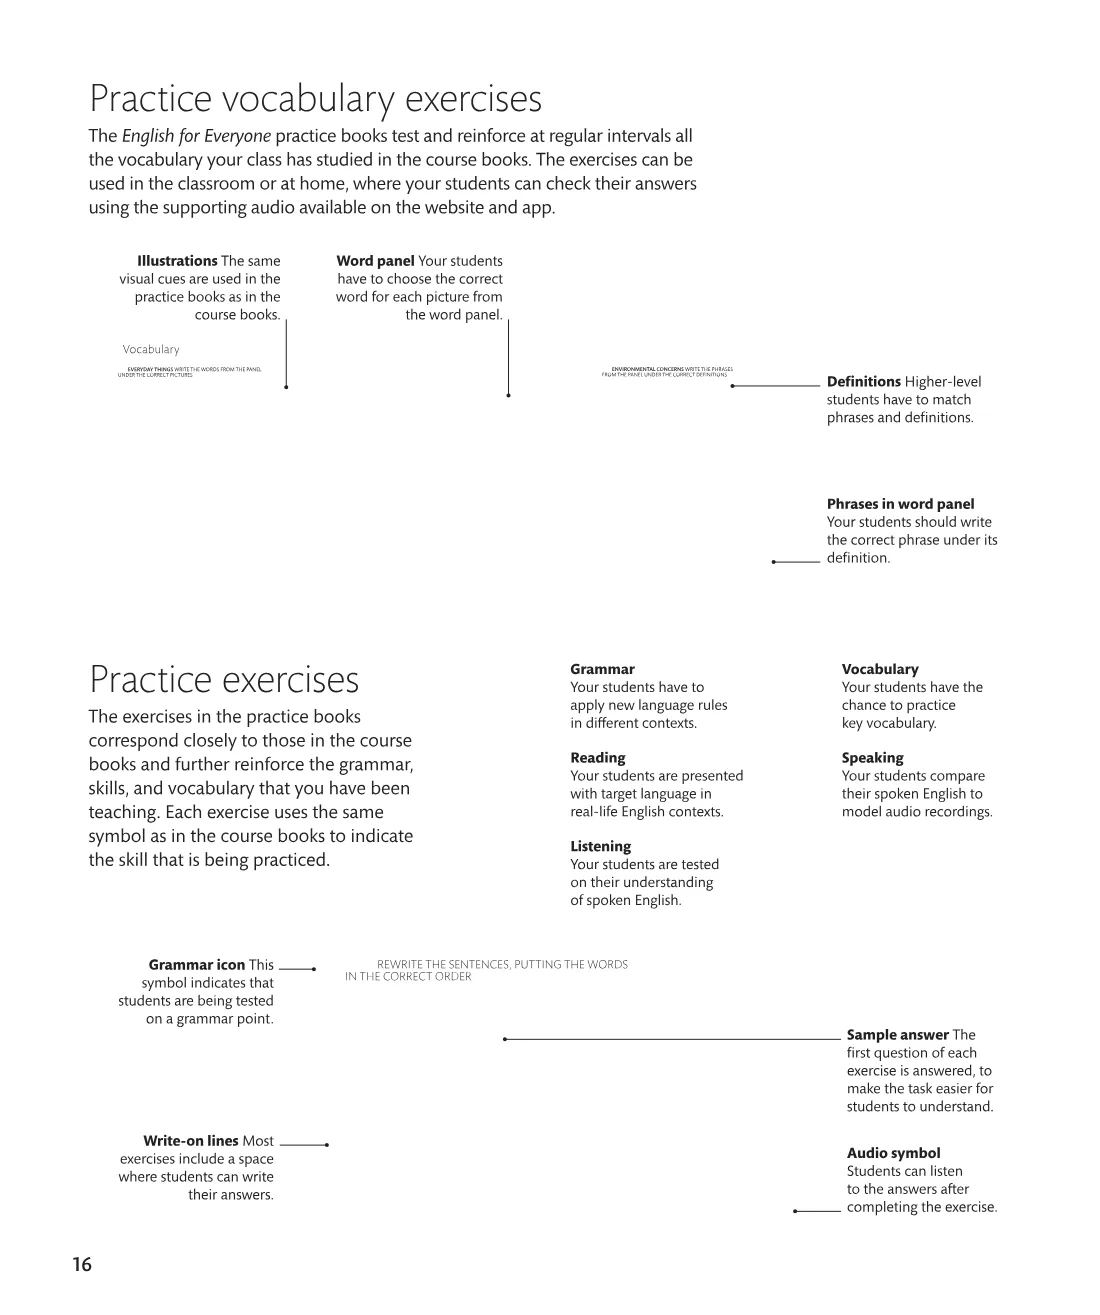 Practice vocabulary exercises
The English for Everyone practice books test and reinforce at regular intervals all
the vocabulary your class has studied in the course books. The exercises can be
used in the classroom or at home, where your students can check their answers
using the supporting audio available on the website and app.
Illustrations The same
visual cues are used in the
practice books as in the
course books.
Word panel Your students
have to choose the correct
word for each picture from
the word panel.
Vocabulary
EVERYDAY THINGS WRITE THE WORDS FROM THE PANEL
UNDER THE CORRECT PICTURES
ENVIRONMENTAL CONCERNS WRITE THE PHRASES
FROM THE PANEL UNDER THE CORRECT DEFINITIONS
Definitions Higher-level
students have to match
phrases and definitions.
Phrases in word panel
Your students should write
the correct phrase under its
definition.
Practice exercises
The exercises in the practice books
correspond closely to those in the course
books and further reinforce the grammar,
skills, and vocabulary that you have been
teaching. Each exercise uses the same
symbol as in the course books to indicate
the skill that is being practiced.
Grammar
Your students have to
apply new language rules
in different contexts.
Reading
Your students are presented
with target language in
real-life English contexts.
Listening
Your students are tested
on their understanding
of spoken English.
Vocabulary
Your students have the
chance to practice
key vocabulary.
Speaking
Your students compare
their spoken English to
model audio recordings.
Grammar icon This
symbol indicates that
students are being tested
on a grammar point.
REWRITE THE SENTENCES, PUTTING THE WORDS
IN THE CORRECT ORDER
Sample answer The
first question of each
exercise is answered, to
make the task easier for
students to understand.
Write-on lines Most
exercises include a space
where students can write
their answers.
Audio symbol
Students can listen
to the answers after
completing the exercise.
16